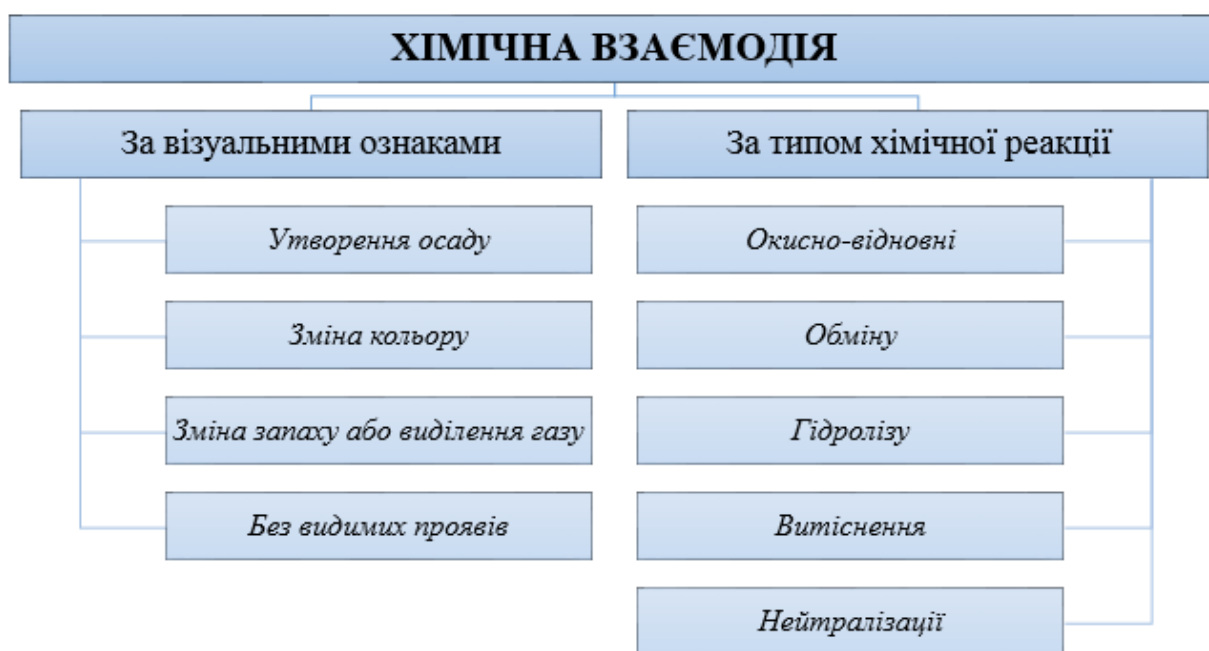 ХІМІЧНА ВЗАЄМОДІЯ
За візуальними ознаками
Утворення осаду
Зміна кольору
Зміна запаху або виділення газу
Без видимих проявів
За типом хімічної реакції
Окисно-відновні
Обміну
Гідролізу
Витіснення
Нейтралізації